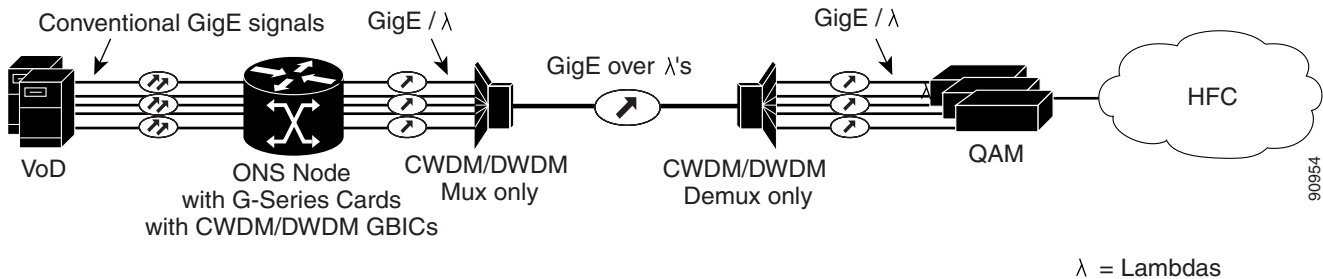 Conventional GigE signals
GigE / λ
GigE over λ's
GigE / λ
λ
HFC
VoD
ONS Node
with G-Series Cards
with CWDM/DWDM GBICs
CWDM/DWDM
Mux only
CWDM/DWDM
Demux only
QAM
90954
λ = Lambdas